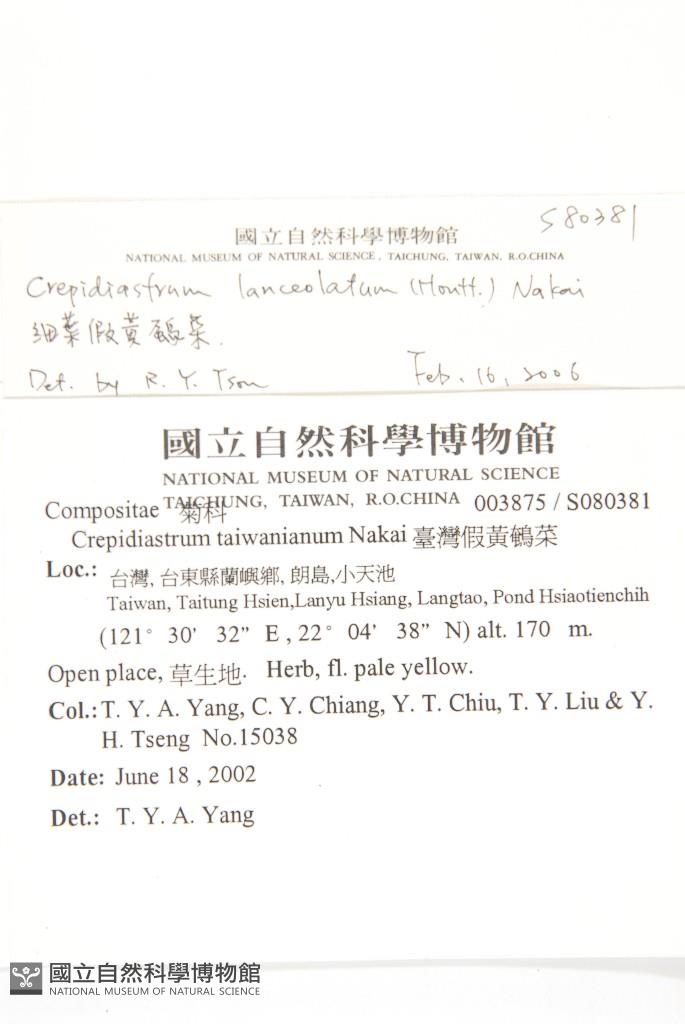 S80381
國立自然科學博物館
NATIONAL MUSEUM OF NATURAL SCIENCE, TAICHUNG, TAIWAN, R.O.CHINA
Crepidiastrum lanceolatum (Houtt.) Nakai
細葉假黃鵪菜.
Det. by R. Y. Tson Feb. 16, 2006
國立自然科學博物館
NATIONAL MUSEUM OF NATURAL SCIENCE
TAICHUNG, TAIWAN, R.O.CHINA
Compositae 菊科 003875 / S080381
Crepidiastrum taiwanianum Nakai 臺灣假黃鵪菜
Loc.: 台灣, 台東縣蘭嶼鄉, 朗島,小天池
Taiwan, Taitung Hsien,Lanyu Hsiang, Langtao, Pond Hsiaotienchih
(121° 30' 32" E , 22° 04' 38" N) alt. 170 m.
Open place, 草生地. Herb, fl. pale yellow.
Col.: T. Y. A. Yang, C. Y. Chiang, Y. T. Chiu, T. Y. Liu & Y.
H. Tseng No.15038
Date: June 18 , 2002
Det.: T. Y. A. Yang
國立自然科學博物館
NATIONAL MUSEUM OF NATURAL SCIENCE